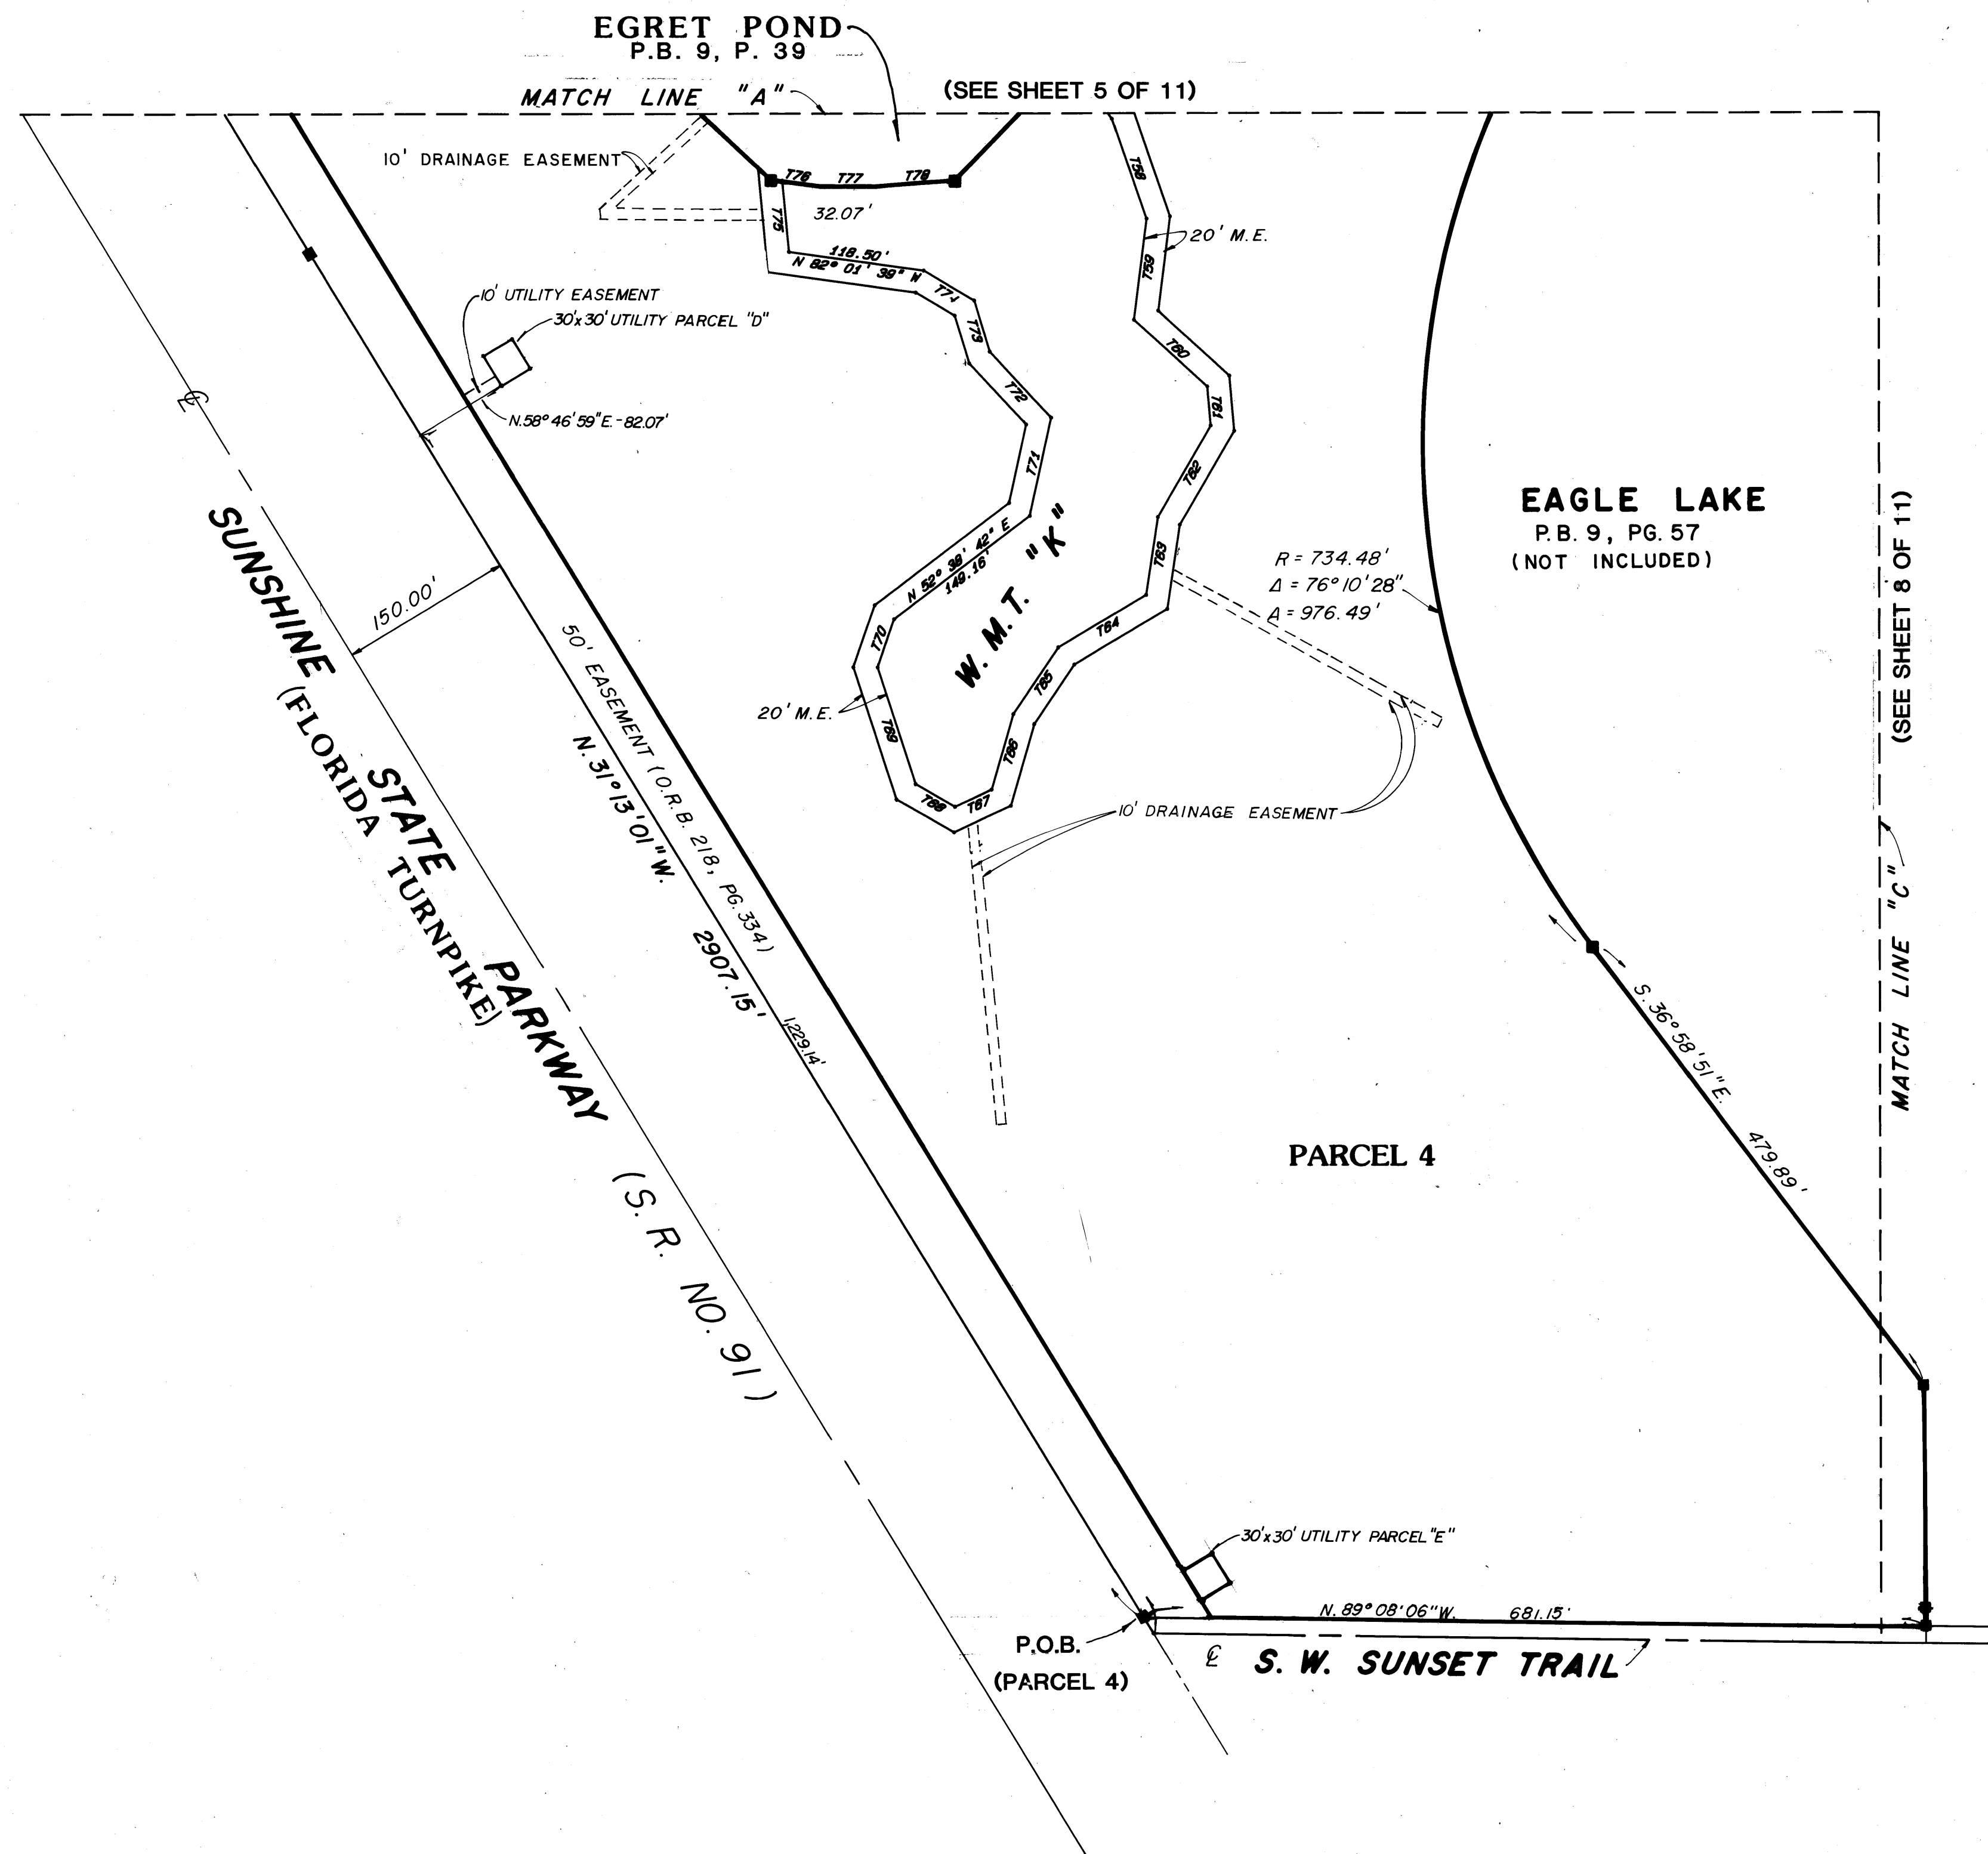 EGRET POND
P.B. 9, P. 39
MATCH LINE "A"
(SEE SHEET 5 OF 11)
10' DRAINAGE EASEMENT
T76 T77 T78
T75
32.07'
118.50'
N 82° 01' 39" W
T74
T73
T72
T71
N 52° 38' 42" E
149.16'
T70
T69
T68
T67
T66
T65
T64
T63
T62
T61
T60
T59
T58
20' M.E.
20' M.E.
W. M. T. "K"
10' UTILITY EASEMENT
30'x30' UTILITY PARCEL "D"
N.58° 46' 59"E.-82.07'
EAGLE LAKE
P.B. 9, PG. 57
(NOT INCLUDED)
R = 734.48'
Δ = 76° 10' 28"
A = 976.49'
(SEE SHEET 8 OF 11)
MATCH LINE "C"
150.00'
SUNSHINE STATE PARKWAY (S. R. NO. 91)
(FLORIDA TURNPIKE)
50' EASEMENT (O.R.B. 218, PG. 334)
N. 31° 13' 01" W. 2907.15'
1,229.14'
10' DRAINAGE EASEMENT
S. 36° 58' 51" E. 479.89'
PARCEL 4
30'x30' UTILITY PARCEL "E"
N. 89° 08' 06" W. 681.15'
P.O.B.
(PARCEL 4)
S. W. SUNSET TRAIL